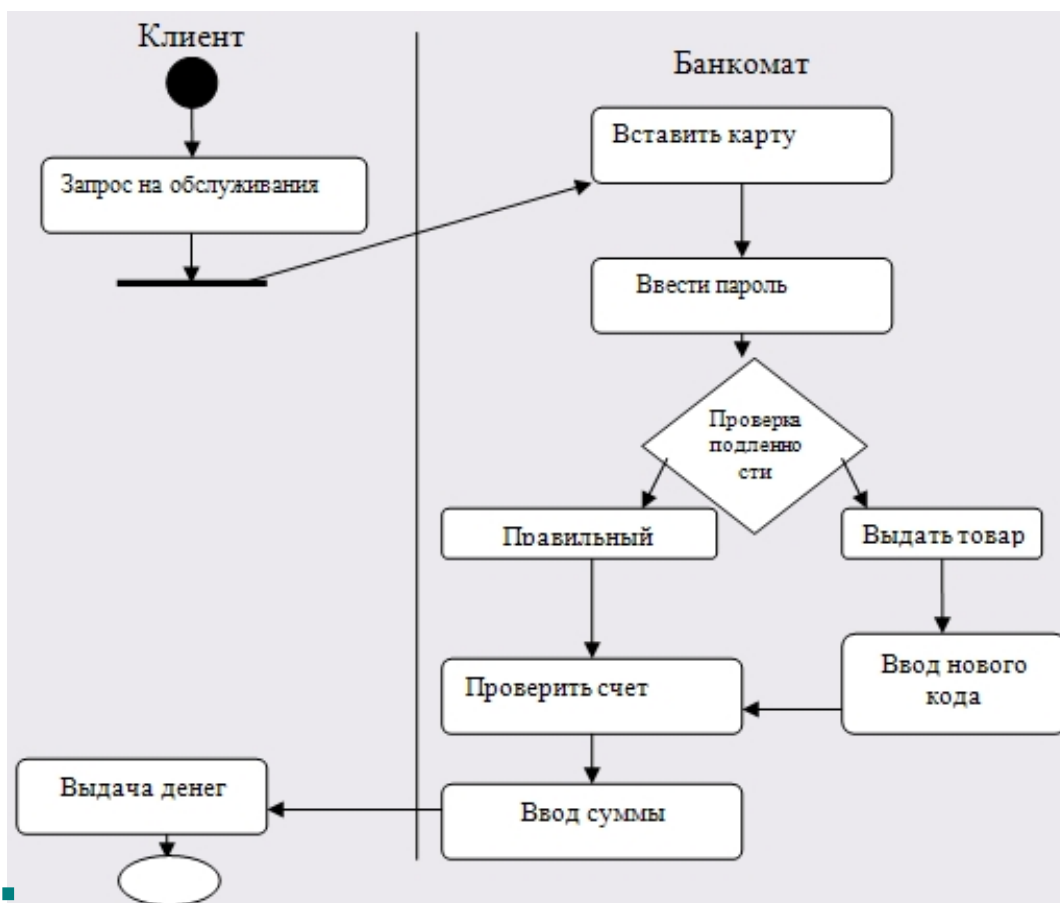 Клиент
Банкомат
Запрос на обслуживания
Вставить карту
Ввести пароль
Проверка
подленно
сти
Правильный
Выдать товар
Проверить счет
Ввод нового
кода
Выдача денег
Ввод суммы